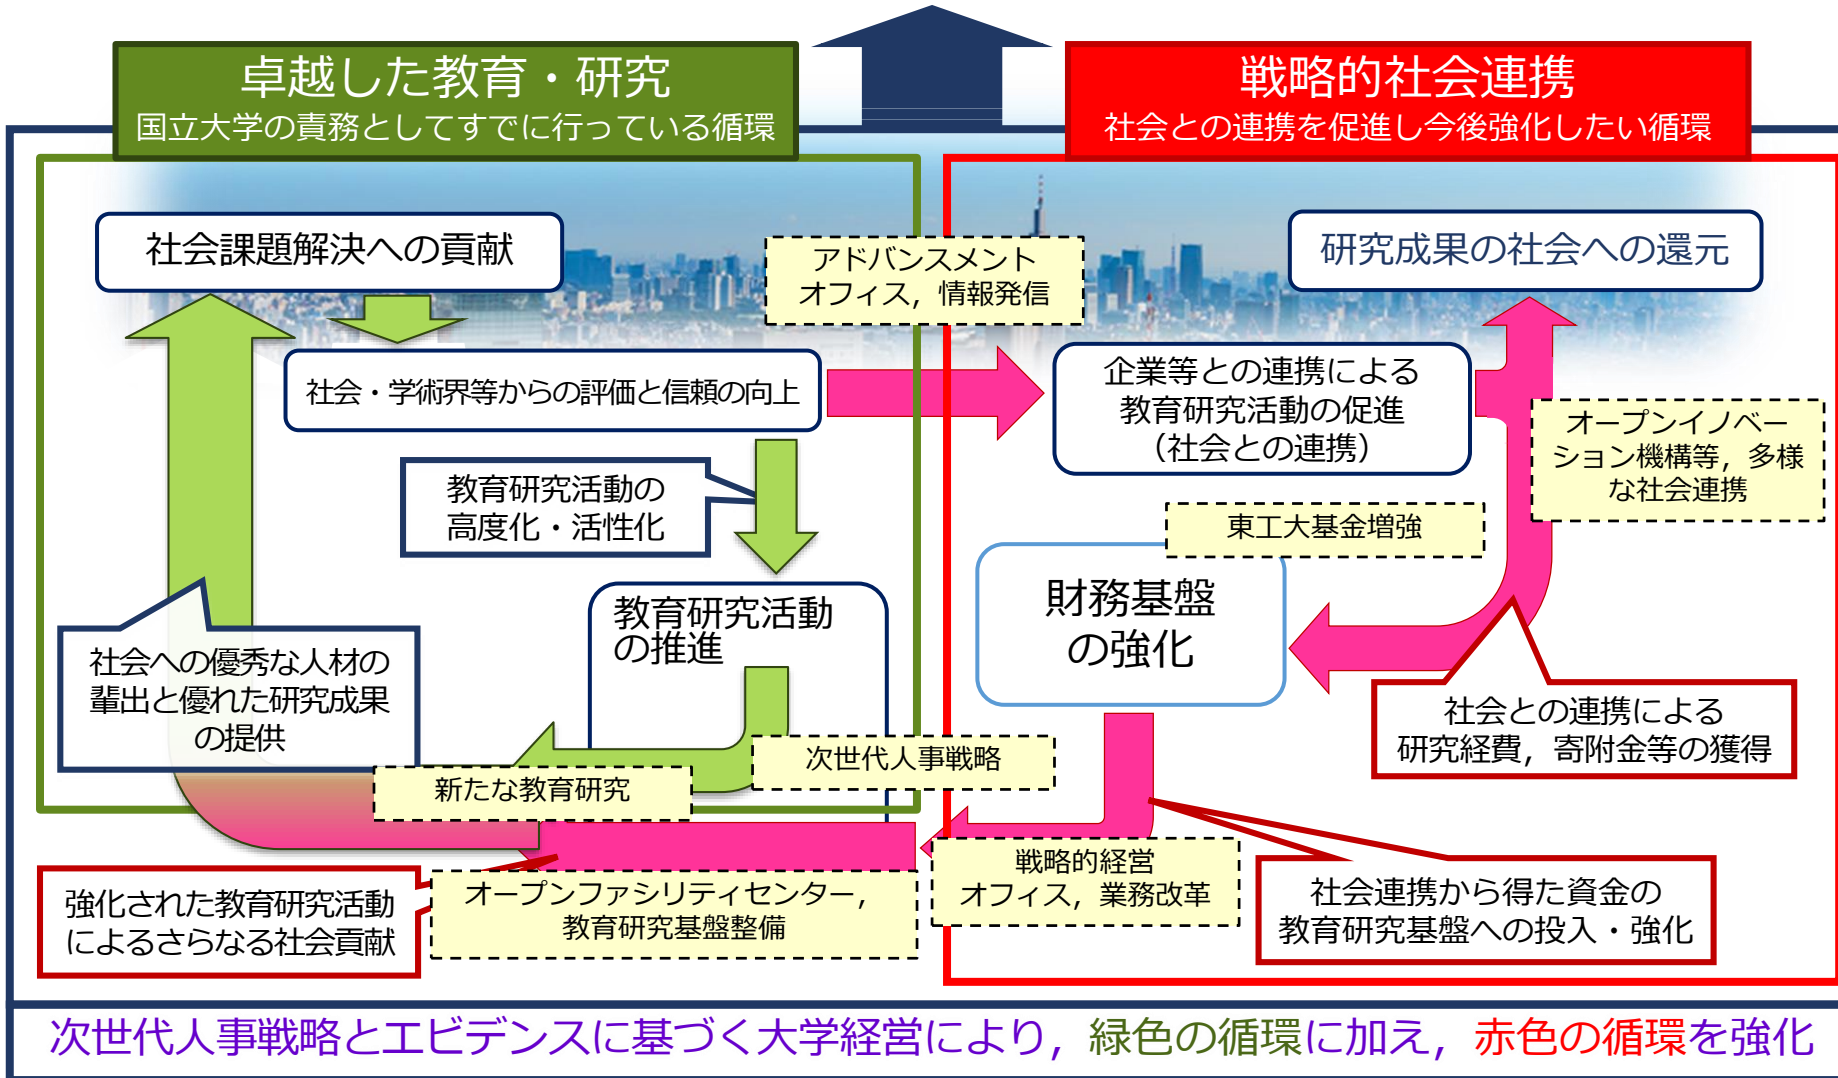 卓越した教育・研究
国立大学の責務としてすでに行っている循環
戦略的社会連携
社会との連携を促進し今後強化したい循環
社会課題解決への貢献
アドバンスメント
オフィス，情報発信
研究成果の社会への還元
社会・学術界等からの評価と信頼の向上
企業等との連携による
教育研究活動の促進
（社会との連携）
オープンイノベー
ション機構等，多様
な社会連携
教育研究活動の
高度化・活性化
東工大基金増強
教育研究活動
の推進
財務基盤
の強化
社会への優秀な人材の
輩出と優れた研究成果
の提供
社会との連携による
研究経費，寄附金等の獲得
次世代人事戦略
新たな教育研究
戦略的経営
オフィス，業務改革
強化された教育研究活動
によるさらなる社会貢献
オープンファシリティセンター，
教育研究基盤整備
社会連携から得た資金の
教育研究基盤への投入・強化
次世代人事戦略とエビデンスに基づく大学経営により，緑色の循環に加え，赤色の循環を強化